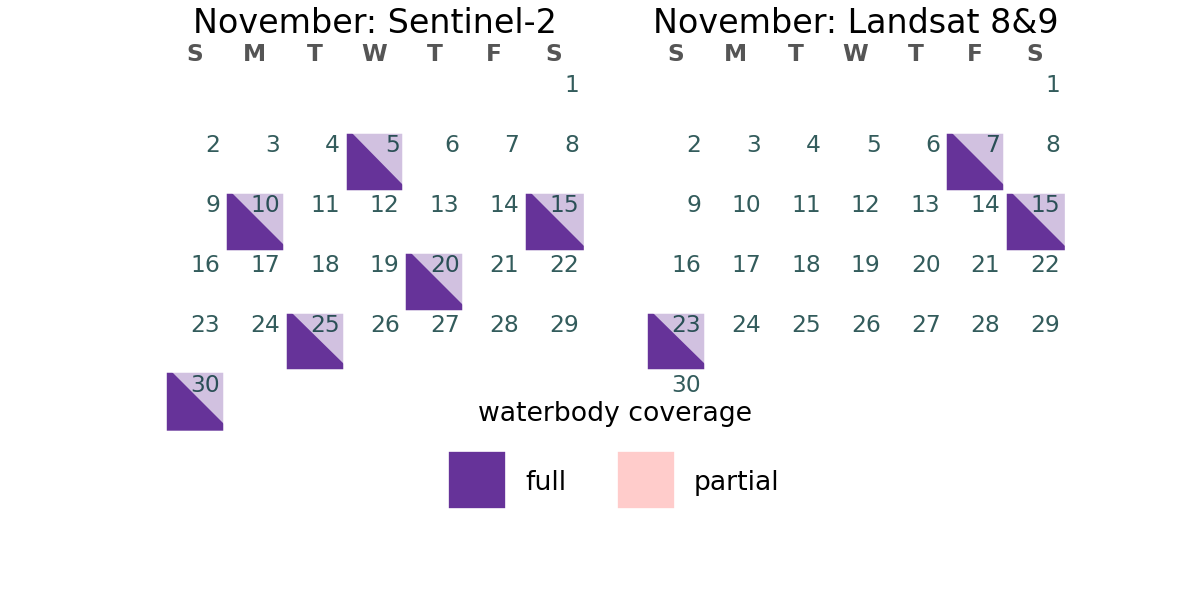 November: Sentinel-2
S M T W T F S
1
2 3 4 5 6 7 8
9 10 11 12 13 14 15
16 17 18 19 20 21 22
23 24 25 26 27 28 29
30
November: Landsat 8&9
S M T W T F S
1
2 3 4 5 6 7 8
9 10 11 12 13 14 15
16 17 18 19 20 21 22
23 24 25 26 27 28 29
30
waterbody coverage
full partial